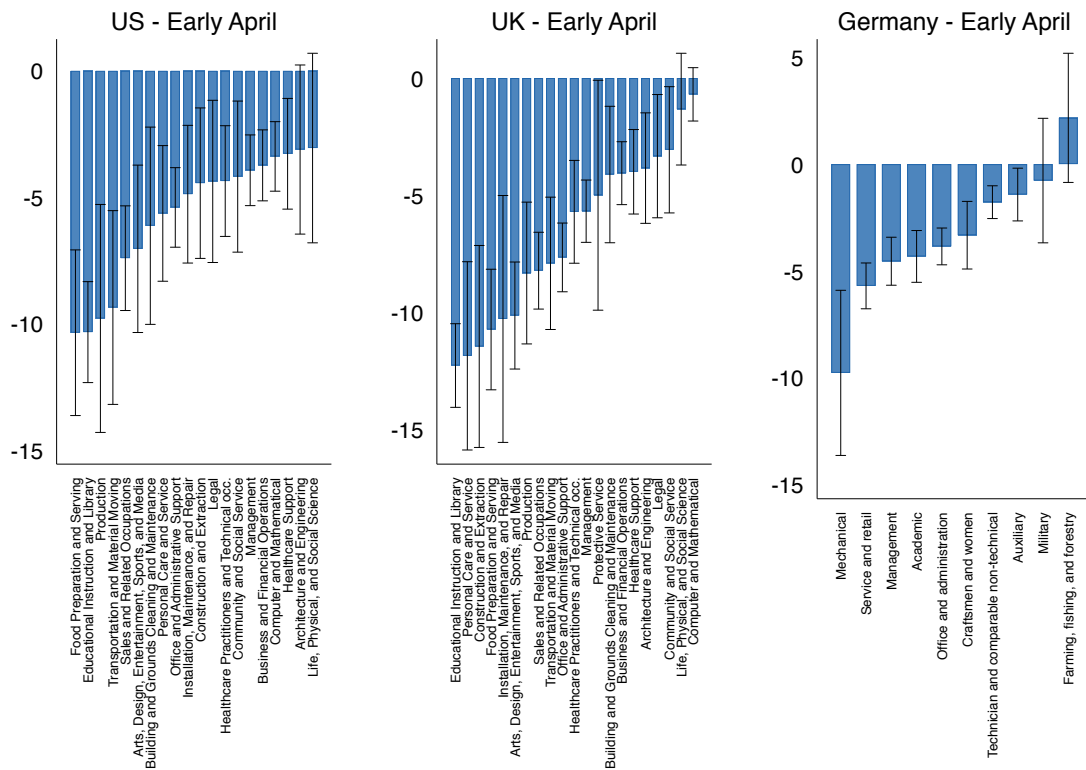 US - Early April
0
-5
-10
-15
Food Preparation and Serving
Educational Instruction and Library
Production
Transportation and Material Moving
Sales and Related Occupations
Arts, Design, Entertainment, Sports, and Media
Building and Grounds Cleaning and Maintenance
Personal Care and Service
Office and Administrative Support
Installation, Maintenance, and Repair
Construction and Extraction
Legal
Healthcare Practitioners and Technical occ.
Community and Social Service
Management
Business and Financial Operations
Computer and Mathematical
Healthcare Support
Architecture and Engineering
Life, Physical, and Social Science
UK - Early April
0
-5
-10
-15
Educational Instruction and Library
Personal Care and Service
Construction and Extraction
Food Preparation and Serving
Installation, Maintenance, and Repair
Arts, Design, Entertainment, Sports, and Media
Production
Sales and Related Occupations
Transportation and Material Moving
Office and Administrative Support
Healthcare Practitioners and Technical occ.
Management
Protective Service
Building and Grounds Cleaning and Maintenance
Business and Financial Operations
Healthcare Support
Architecture and Engineering
Legal
Community and Social Service
Life, Physical, and Social Science
Computer and Mathematical
Germany - Early April
5
0
-5
-10
-15
Mechanical
Service and retail
Management
Academic
Office and administration
Craftsmen and women
Technician and comparable non-technical
Auxiliary
Military
Farming, fishing, and forestry